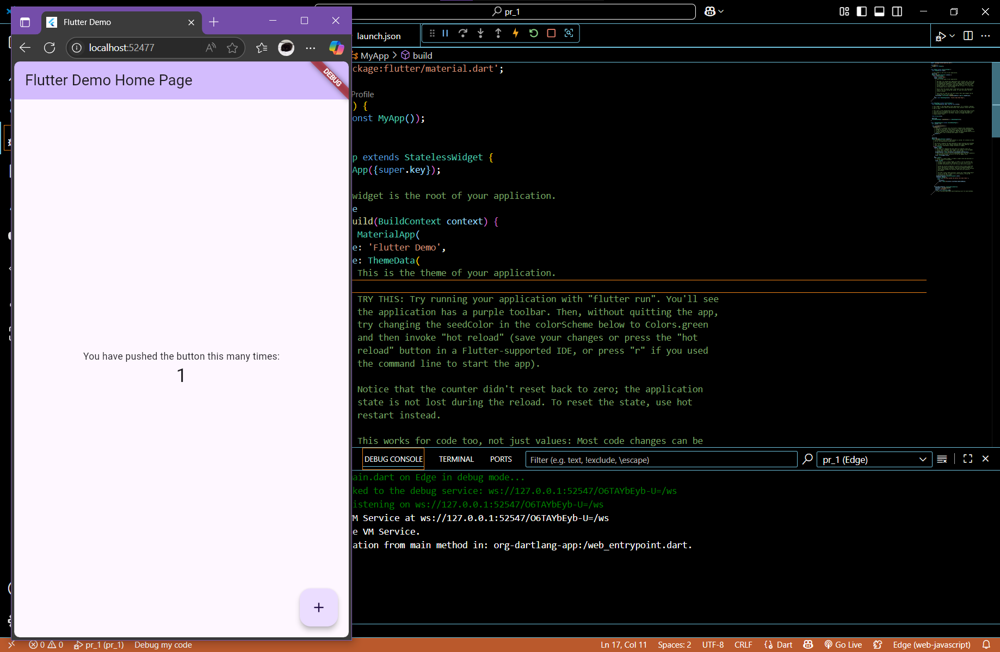 Flutter Demo
localhost:52477
Flutter Demo Home Page
DEBUG
You have pushed the button this many times:
1
+
pr_1
launch.json
MyApp > build
ckage:flutter/material.dart';
Profile
) {
onst MyApp());
p extends StatelessWidget {
App({super.key});
widget is the root of your application.
e
uild(BuildContext context) {
MaterialApp(
e: 'Flutter Demo',
e: ThemeData(
This is the theme of your application.
TRY THIS: Try running your application with "flutter run". You'll see
the application has a purple toolbar. Then, without quitting the app,
try changing the seedColor in the colorScheme below to Colors.green
and then invoke "hot reload" (save your changes or press the "hot
reload" button in a Flutter-supported IDE, or press "r" if you used
the command line to start the app).
Notice that the counter didn't reset back to zero; the application
state is not lost during the reload. To reset the state, use hot
restart instead.
This works for code too, not just values: Most code changes can be
DEBUG CONSOLE TERMINAL PORTS Filter (e.g. text, !exclude, \escape) pr_1 (Edge)
ain.dart on Edge in debug mode...
ked to the debug service: ws://127.0.0.1:52547/O6TAYbEyb-U=/ws
istening on ws://127.0.0.1:52547/O6TAYbEyb-U=/ws
M Service at ws://127.0.0.1:52547/O6TAYbEyb-U=/ws
e VM Service.
ation from main method in: org-dartlang-app:/web_entrypoint.dart.
0 0 pr_1 (pr_1) Debug my code Ln 17, Col 11 Spaces: 2 UTF-8 CRLF Dart Go Live Edge (web-javascript)